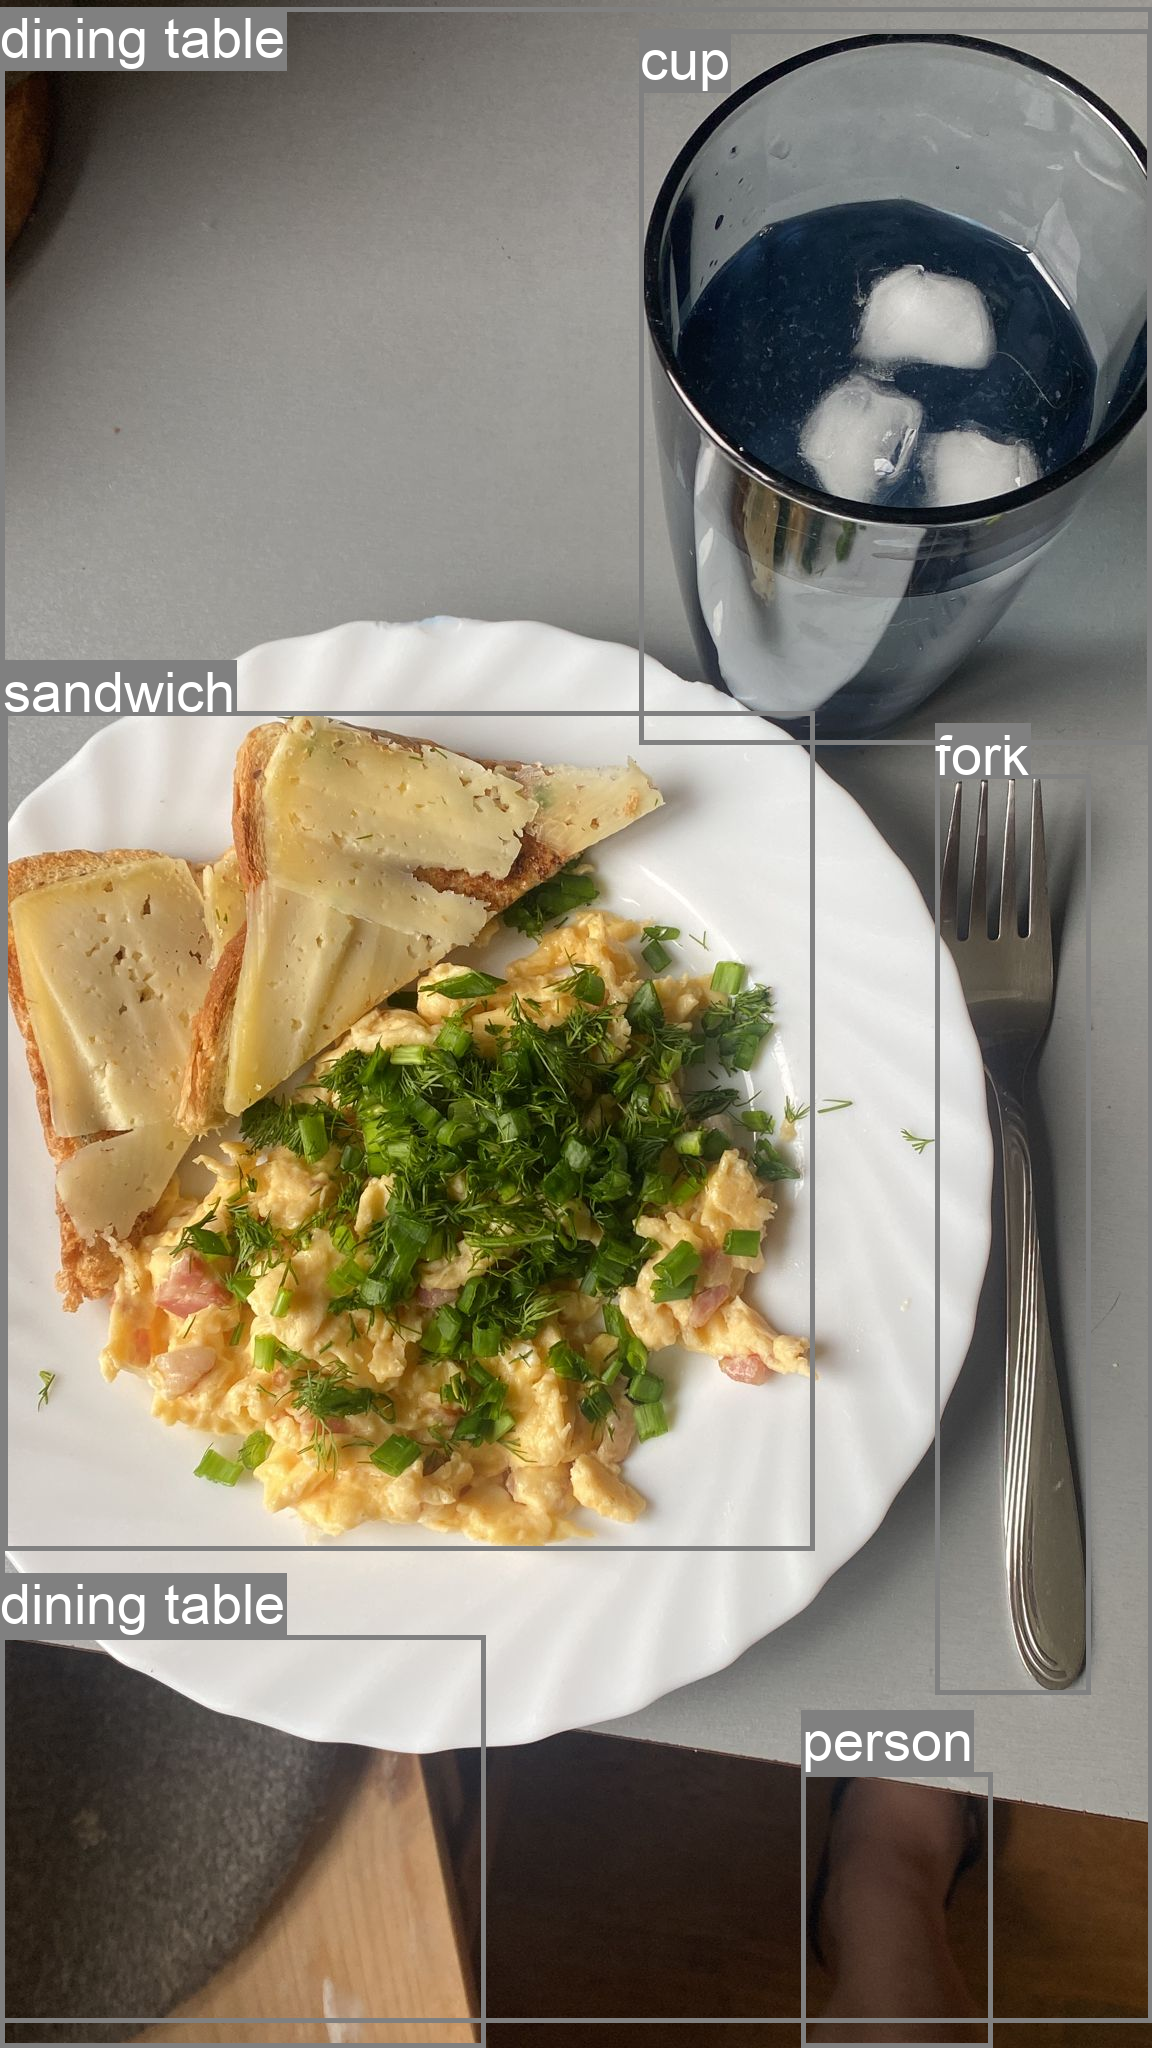 dining table
cup
sandwich
fork
dining table
person